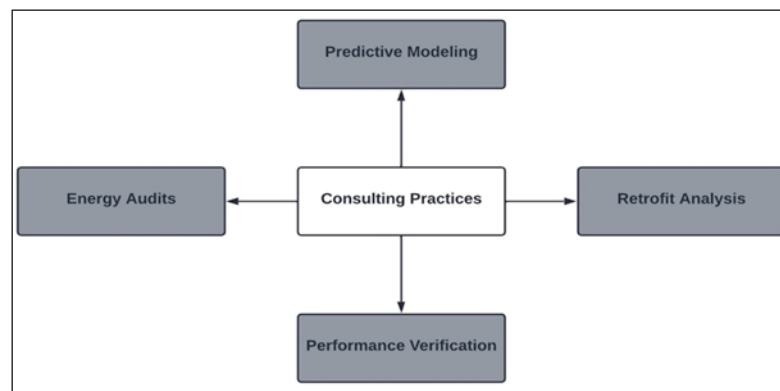 Predictive Modeling
Energy Audits
Consulting Practices
Retrofit Analysis
Performance Verification